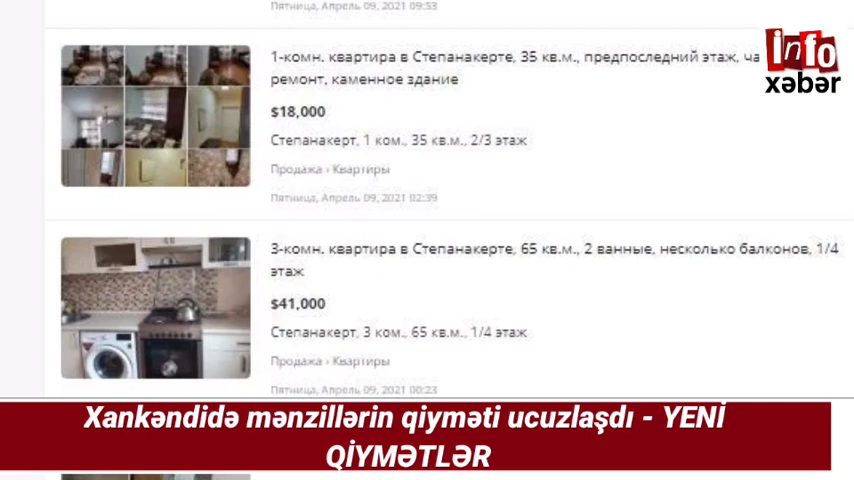 Пятница, Апрель 09, 2021 09:53
1-комн. квартира в Степанакерте, 35 кв.м., предпоследний этаж,
ремонт, каменное здание
info
xəbər
$18,000
Степанакерт, 1 ком., 35 кв.м., 2/3 этаж
Продажа › Квартиры
Пятница, Апрель 09, 2021 02:39
3-комн. квартира в Степанакерте, 65 кв.м., 2 ванные, несколько балконов, 1/4
этаж
$41,000
Степанакерт, 3 ком., 65 кв.м., 1/4 этаж
Продажа › Квартиры
Пятница, Апрель 09, 2021 00:23
Xankəndidə mənzillərin qiyməti ucuzlaşdı - YENİ
QİYMƏTLƏR